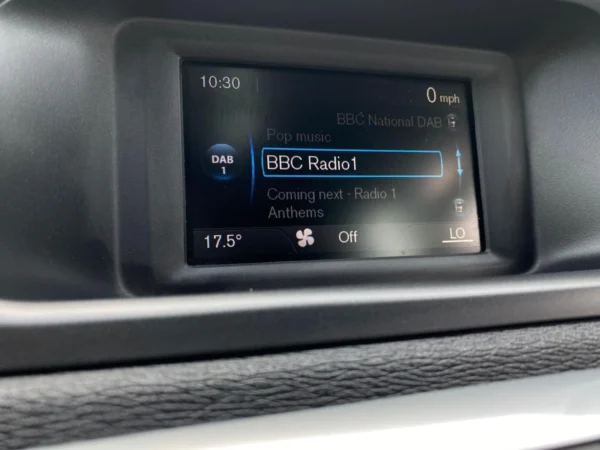 10:30
0 mph
BBC National DAB
Pop music
DAB
1
BBC Radio1
Coming next - Radio 1
Anthems
17.5°
Off
LO